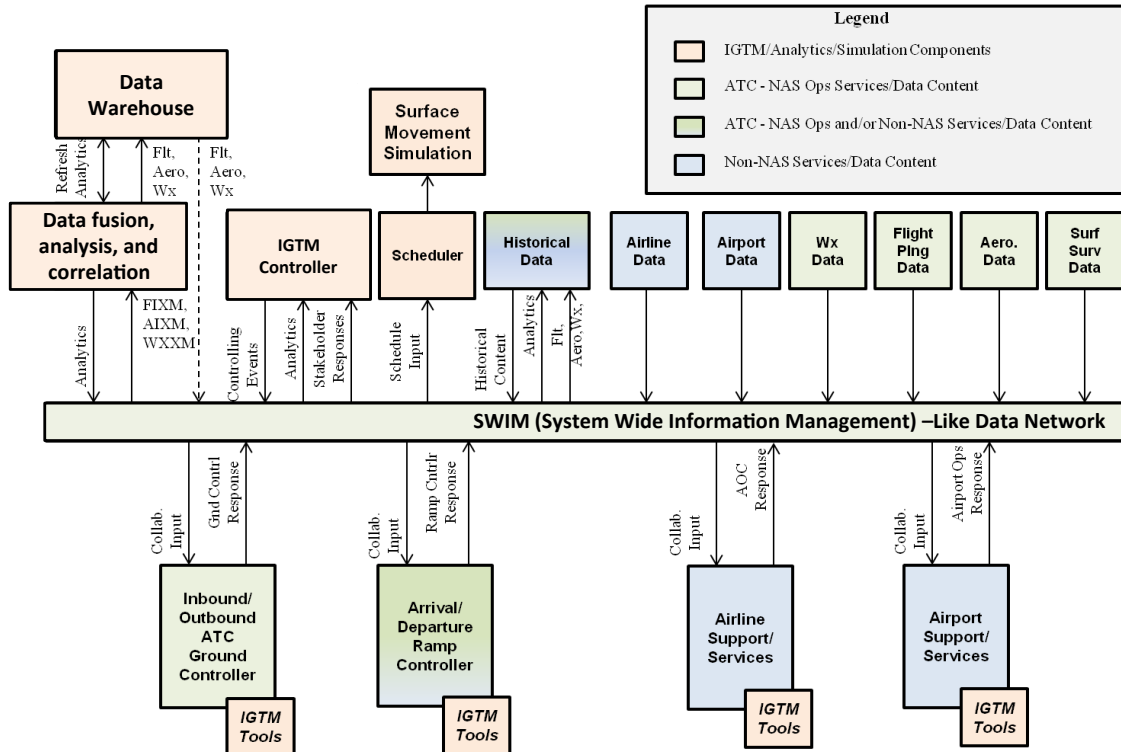 Legend
IGTM/Analytics/Simulation Components
ATC - NAS Ops Services/Data Content
ATC - NAS Ops and/or Non-NAS Services/Data Content
Non-NAS Services/Data Content
Data
Warehouse
Surface
Movement
Simulation
Refresh
Analytics
Flt,
Aero,
Wx
Flt,
Aero,
Wx
Data fusion,
analysis, and
correlation
IGTM
Controller
Scheduler
Historical
Data
Airline
Data
Airport
Data
Wx
Data
Flight
Plng
Data
Aero.
Data
Surf
Surv
Data
Analytics
FIXM,
AIXM,
WXXM
Controlling
Events
Analytics
Stakeholder
Responses
Schedule
Input
Historical
Content
Analytics
Flt,
Aero,Wx,
SWIM (System Wide Information Management) –Like Data Network
Collab.
Input
Gnd Contrl
Response
Collab.
Input
Ramp Cntrlr
Response
Collab.
Input
AOC
Response
Collab.
Input
Airport Ops
Response
Inbound/
Outbound
ATC
Ground
Controller
Arrival/
Departure
Ramp
Controller
Airline
Support/
Services
Airport
Support/
Services
IGTM
Tools
IGTM
Tools
IGTM
Tools
IGTM
Tools